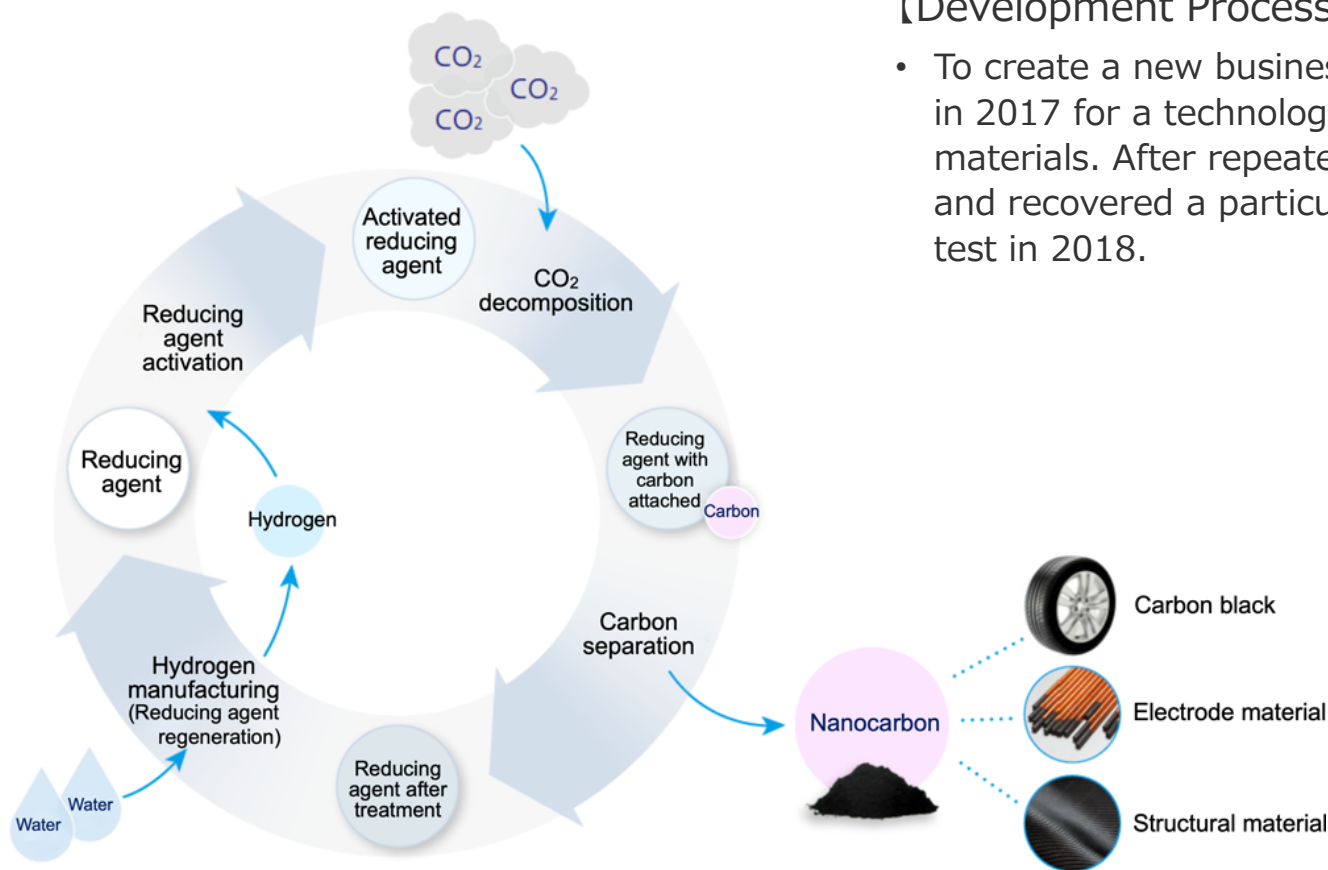 【Development Process
• To create a new busines
in 2017 for a technolog
materials. After repeate
and recovered a particu
test in 2018.
CO₂
CO₂
CO₂
Activated
reducing
agent
CO₂
decomposition
Reducing
agent
activation
Reducing
agent
Reducing
agent with
carbon
attached
Carbon
Hydrogen
Carbon
separation
Hydrogen
manufacturing
(Reducing agent
regeneration)
Water
Water
Reducing
agent after
treatment
Nanocarbon
Carbon black
Electrode material
Structural material